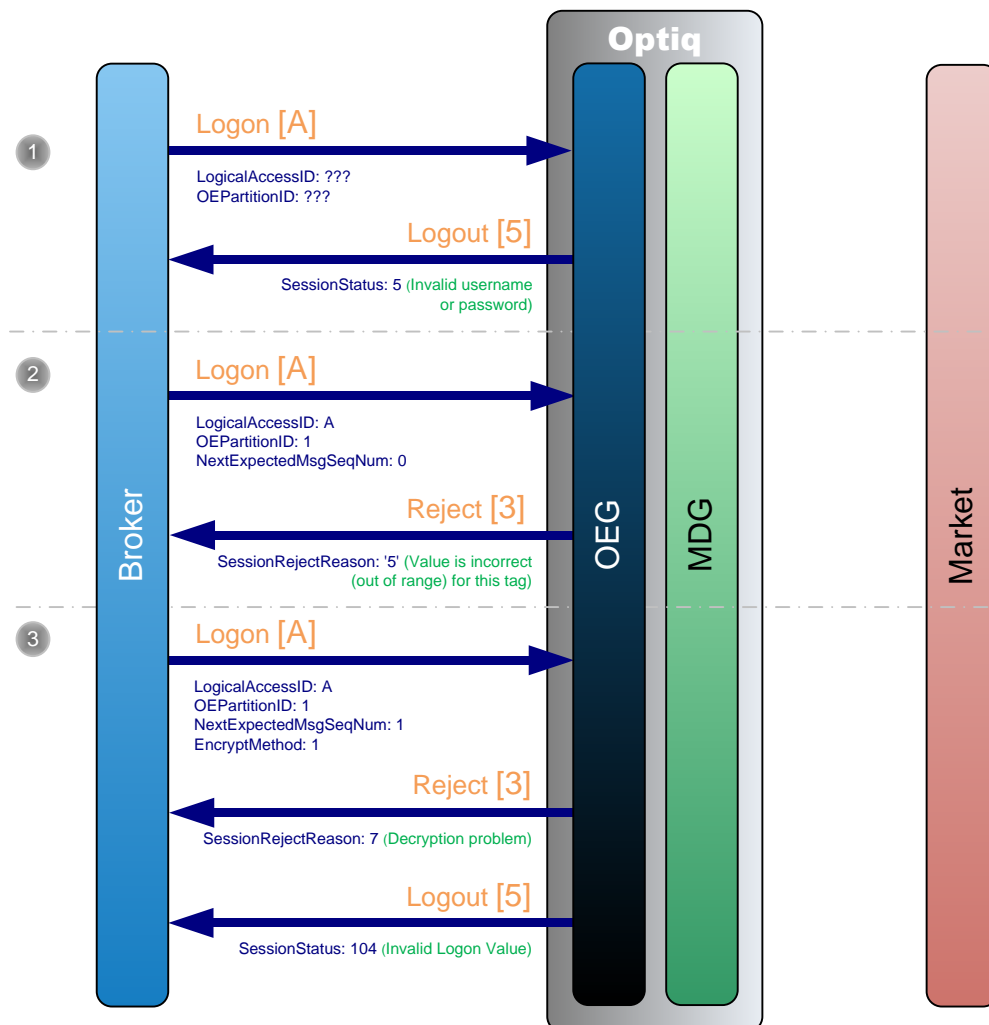 Optiq
Broker
OEG
MDG
Market
1
Logon [A]
LogicalAccessID: ???
OEPartitionID: ???
Logout [5]
SessionStatus: 5 (Invalid username
or password)
2
Logon [A]
LogicalAccessID: A
OEPartitionID: 1
NextExpectedMsgSeqNum: 0
Reject [3]
SessionRejectReason: '5' (Value is incorrect
(out of range) for this tag)
3
Logon [A]
LogicalAccessID: A
OEPartitionID: 1
NextExpectedMsgSeqNum: 1
EncryptMethod: 1
Reject [3]
SessionRejectReason: 7 (Decryption problem)
Logout [5]
SessionStatus: 104 (Invalid Logon Value)